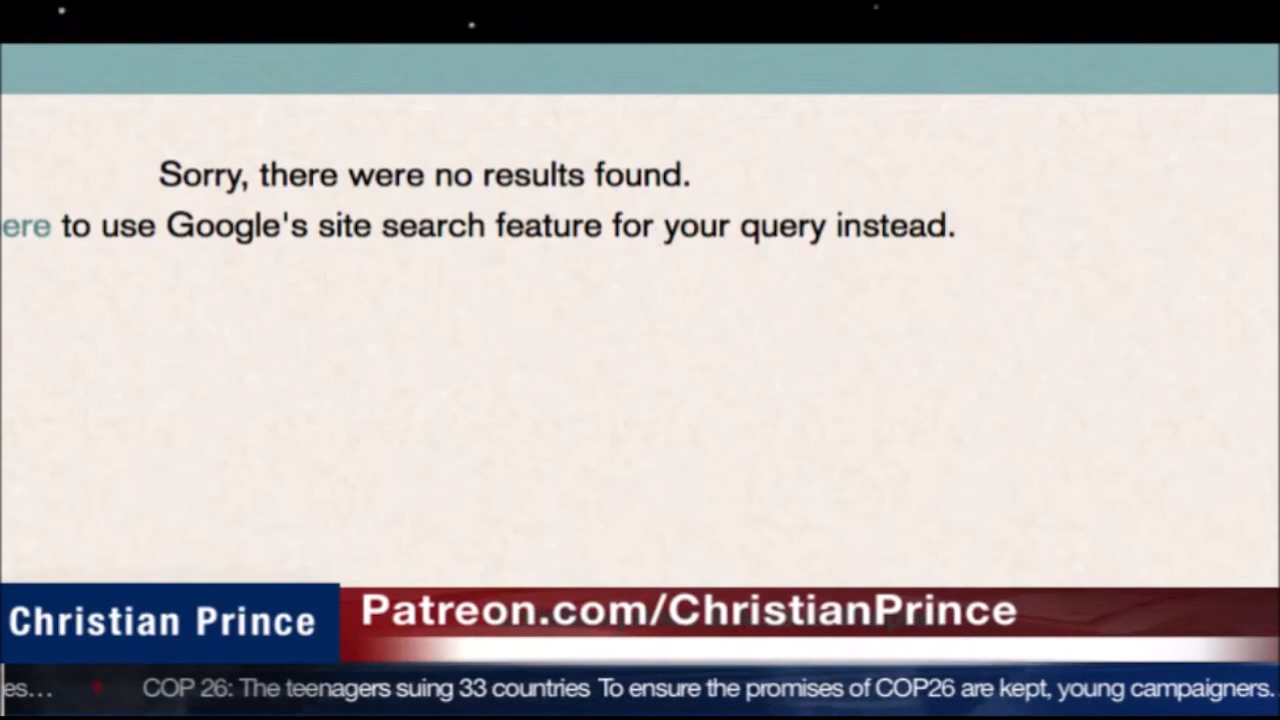 Sorry, there were no results found.
ere to use Google's site search feature for your query instead.
Christian Prince
Patreon.com/ChristianPrince
es... COP 26: The teenagers suing 33 countries To ensure the promises of COP26 are kept, young campaigners.